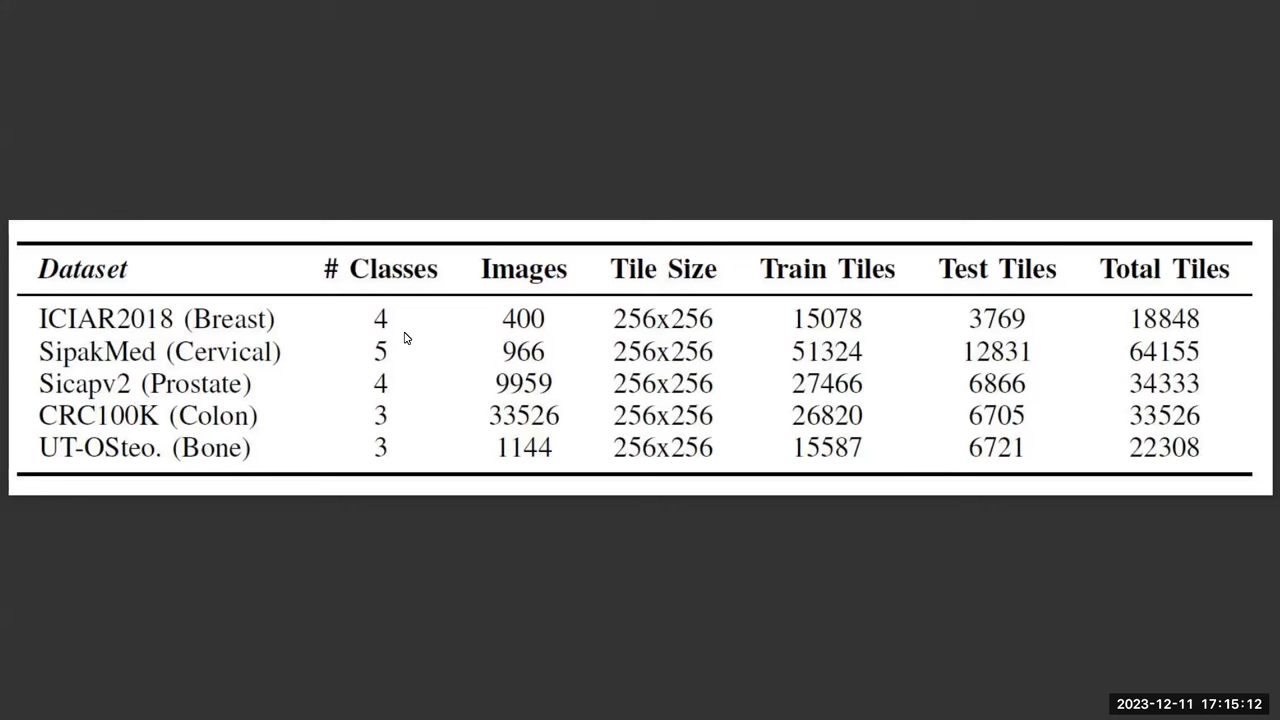 Dataset # Classes Images Tile Size Train Tiles Test Tiles Total Tiles
ICIAR2018 (Breast) 4 400 256x256 15078 3769 18848
SipakMed (Cervical) 5 966 256x256 51324 12831 64155
Sicapv2 (Prostate) 4 9959 256x256 27466 6866 34333
CRC100K (Colon) 3 33526 256x256 26820 6705 33526
UT-OSteo. (Bone) 3 1144 256x256 15587 6721 22308
2023-12-11 17:15:12